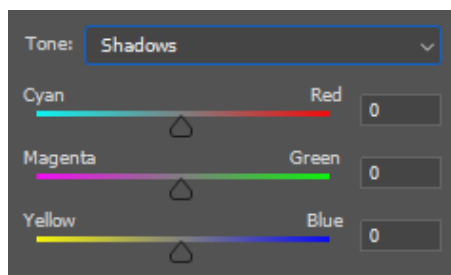 Tone: Shadows
Cyan Red
0
Magenta Green
0
Yellow Blue
0